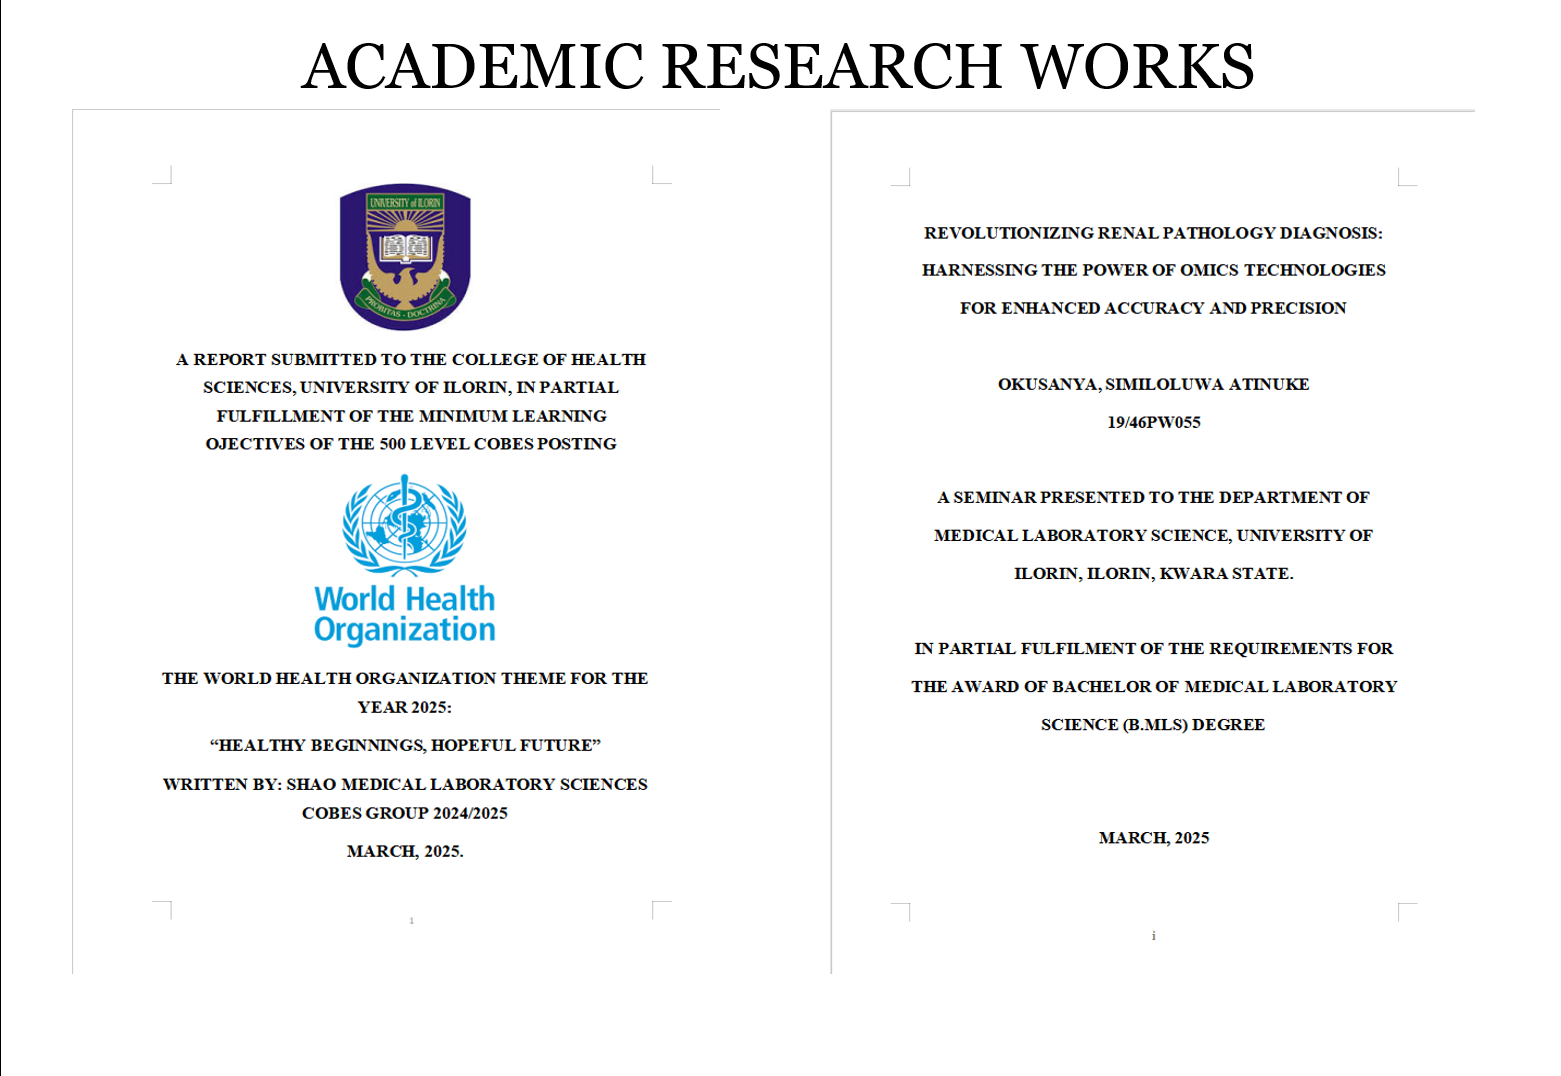 ACADEMIC RESEARCH WORKS
UNIVERSITY of ILORIN
PROBITAS - DOCTRINA
A REPORT SUBMITTED TO THE COLLEGE OF HEALTH
SCIENCES, UNIVERSITY OF ILORIN, IN PARTIAL
FULFILLMENT OF THE MINIMUM LEARNING
OJECTIVES OF THE 500 LEVEL COBES POSTING
World Health
Organization
THE WORLD HEALTH ORGANIZATION THEME FOR THE
YEAR 2025:
“HEALTHY BEGINNINGS, HOPEFUL FUTURE”
WRITTEN BY: SHAO MEDICAL LABORATORY SCIENCES
COBES GROUP 2024/2025
MARCH, 2025.
i
REVOLUTIONIZING RENAL PATHOLOGY DIAGNOSIS:
HARNESSING THE POWER OF OMICS TECHNOLOGIES
FOR ENHANCED ACCURACY AND PRECISION
OKUSANYA, SIMILOLUWA ATINUKE
19/46PW055
A SEMINAR PRESENTED TO THE DEPARTMENT OF
MEDICAL LABORATORY SCIENCE, UNIVERSITY OF
ILORIN, ILORIN, KWARA STATE.
IN PARTIAL FULFILMENT OF THE REQUIREMENTS FOR
THE AWARD OF BACHELOR OF MEDICAL LABORATORY
SCIENCE (B.MLS) DEGREE
MARCH, 2025
i